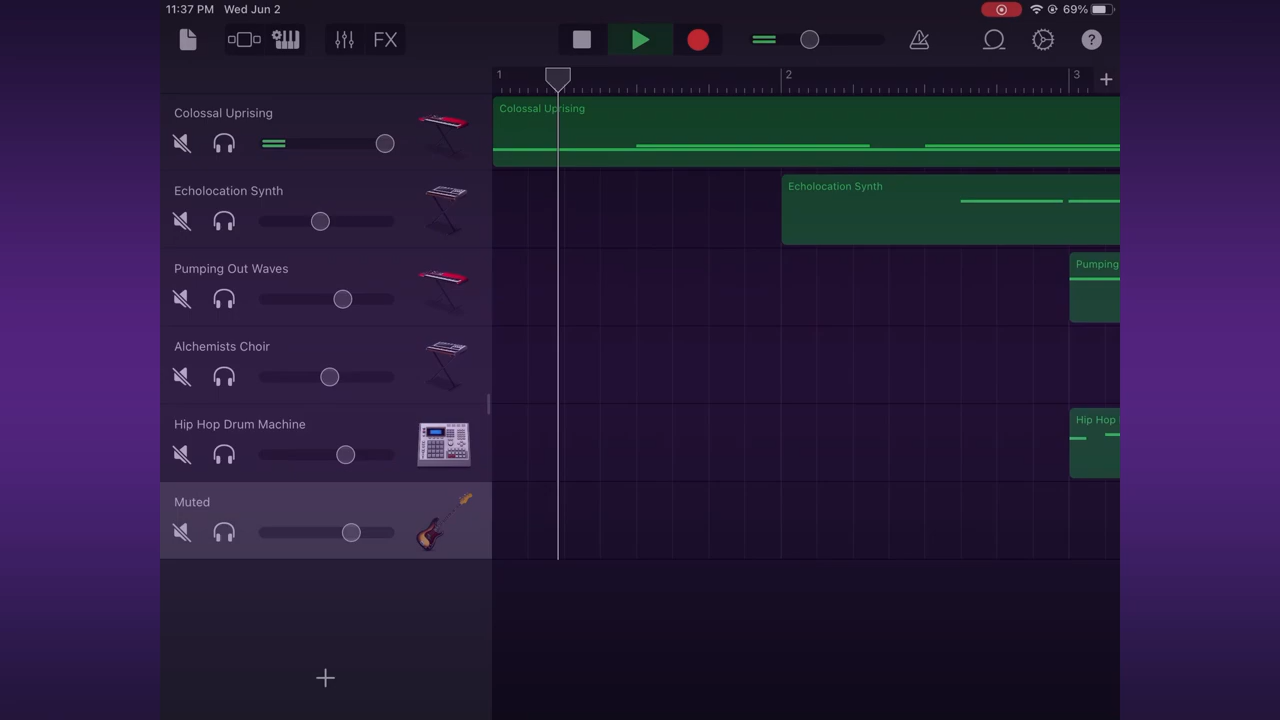 11:37 PM Wed Jun 2
69%
FX
?
1 2 3
Colossal Uprising
Colossal Uprising
Echolocation Synth
Echolocation Synth
Pumping Out Waves
Pumping
Alchemists Choir
Hip Hop Drum Machine
Hip Hop
Muted